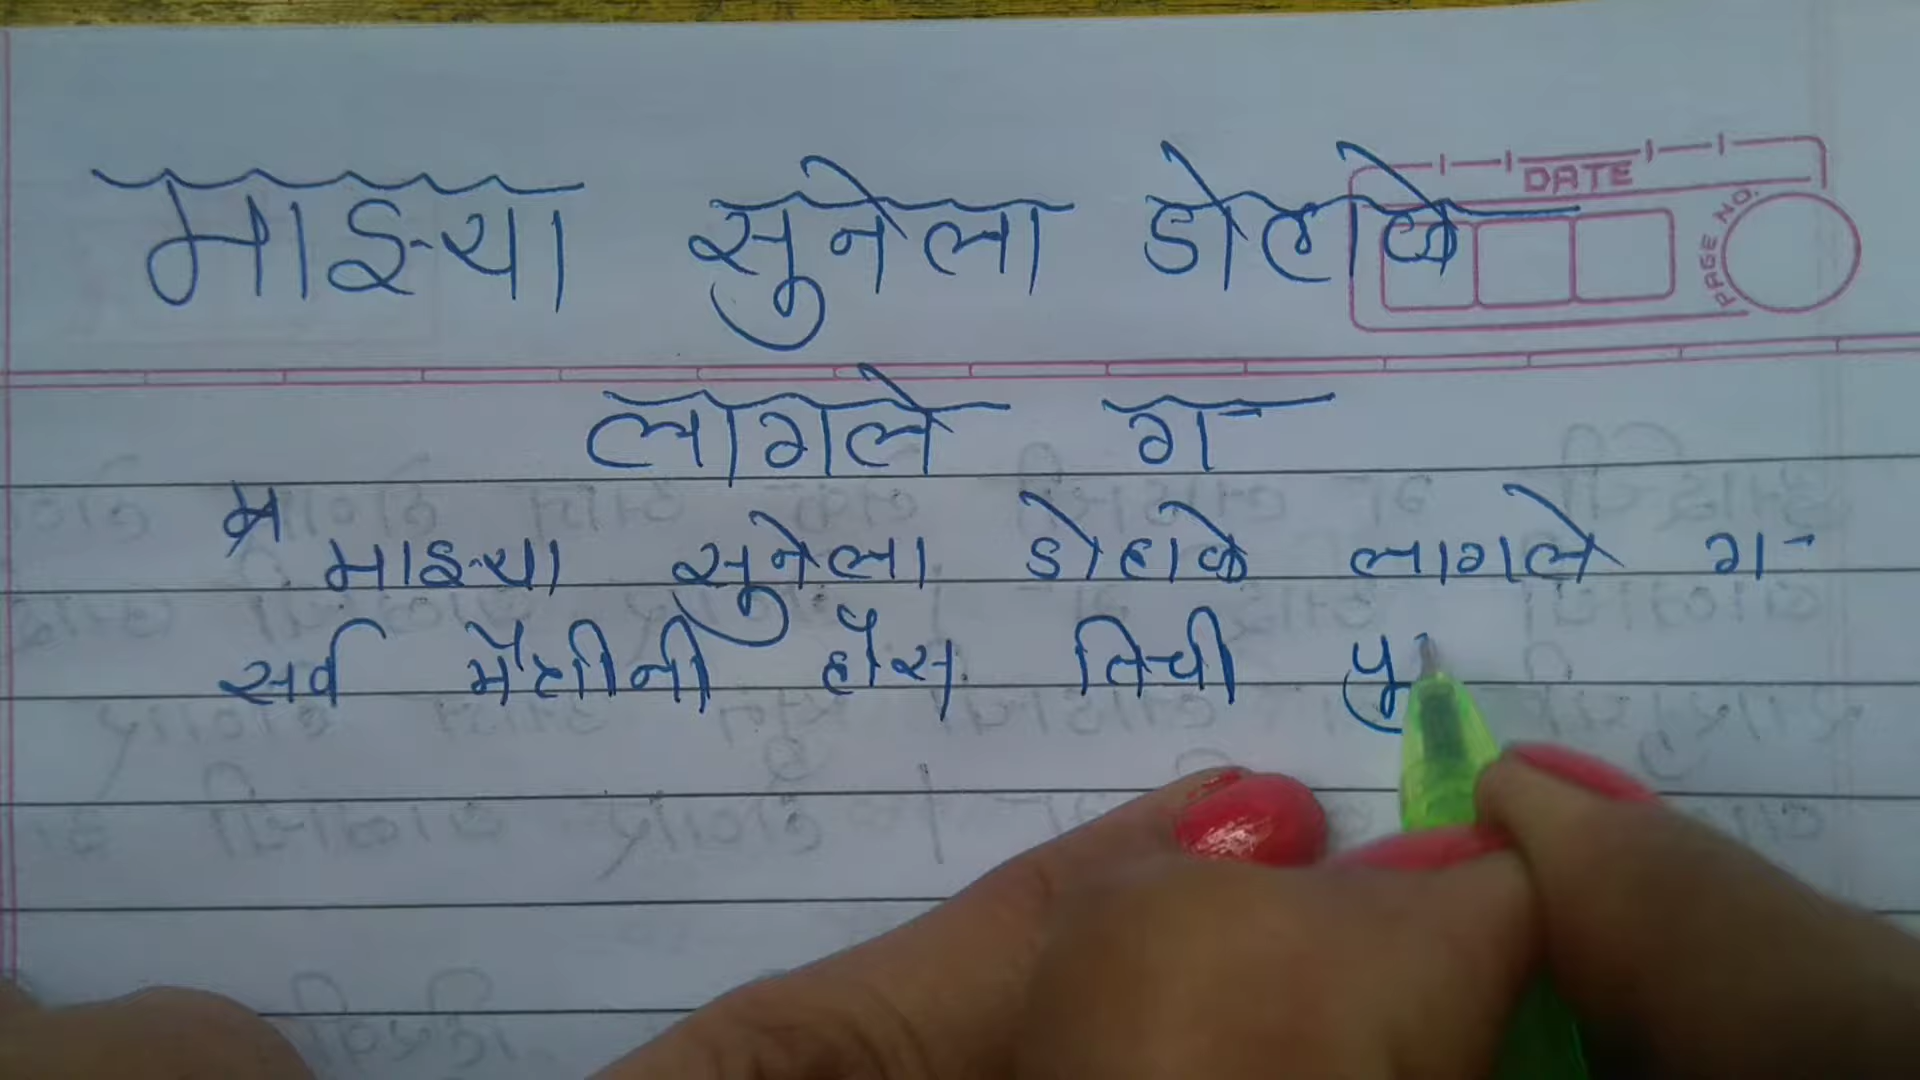 माझ्या सुनेला डोहाळे
DATE
PAGE NO.
लागले ग
म
माझ्या सुनेला डोहाळे लागले ग
सर्व मैत्रीनी हौस तिची पु